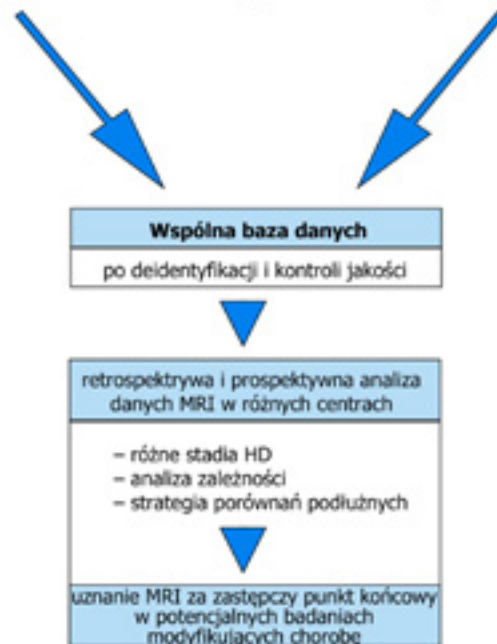 Wspólna baza danych
po deidentyfikacji i kontroli jakości
retrospektywa i prospektywna analiza
danych MRI w różnych centrach
– różne stadia HD
– analiza zależności
– strategia porównań podłużnych
uznanie MRI za zastępczy punkt końcowy
w potencjalnych badaniach
modyfikujących chorobę